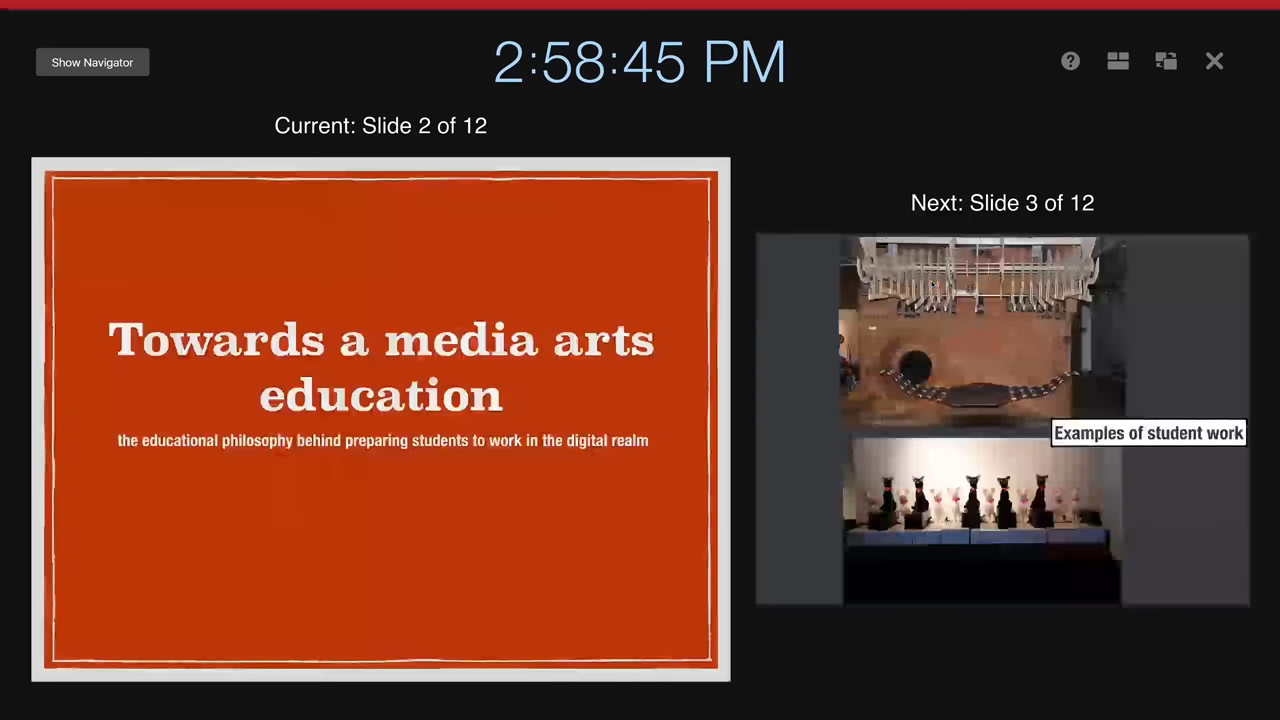 Show Navigator
2:58:45 PM
Current: Slide 2 of 12
Next: Slide 3 of 12
Towards a media arts
education
the educational philosophy behind preparing students to work in the digital realm
Examples of student work